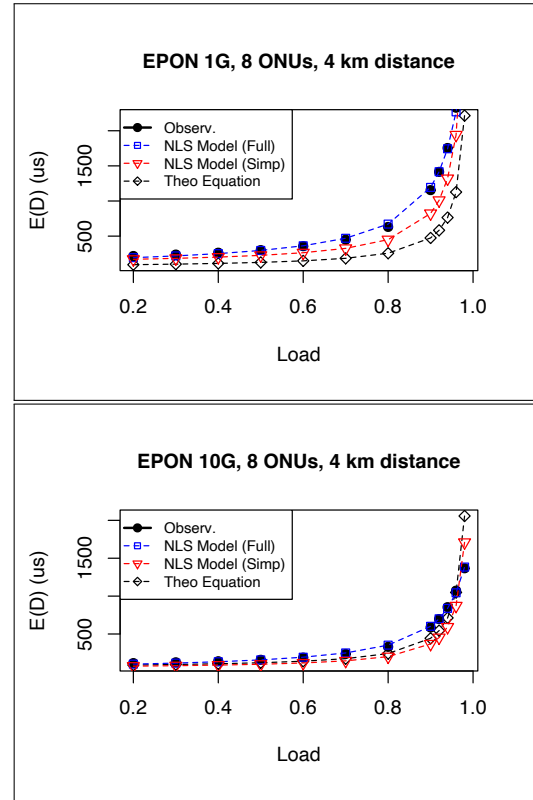 EPON 1G, 8 ONUs, 4 km distance
Observ.
NLS Model (Full)
NLS Model (Simp)
Theo Equation
E(D) (us)
1500
500
0.2 0.4 0.6 0.8 1.0
Load
EPON 10G, 8 ONUs, 4 km distance
Observ.
NLS Model (Full)
NLS Model (Simp)
Theo Equation
E(D) (us)
1500
500
0.2 0.4 0.6 0.8 1.0
Load